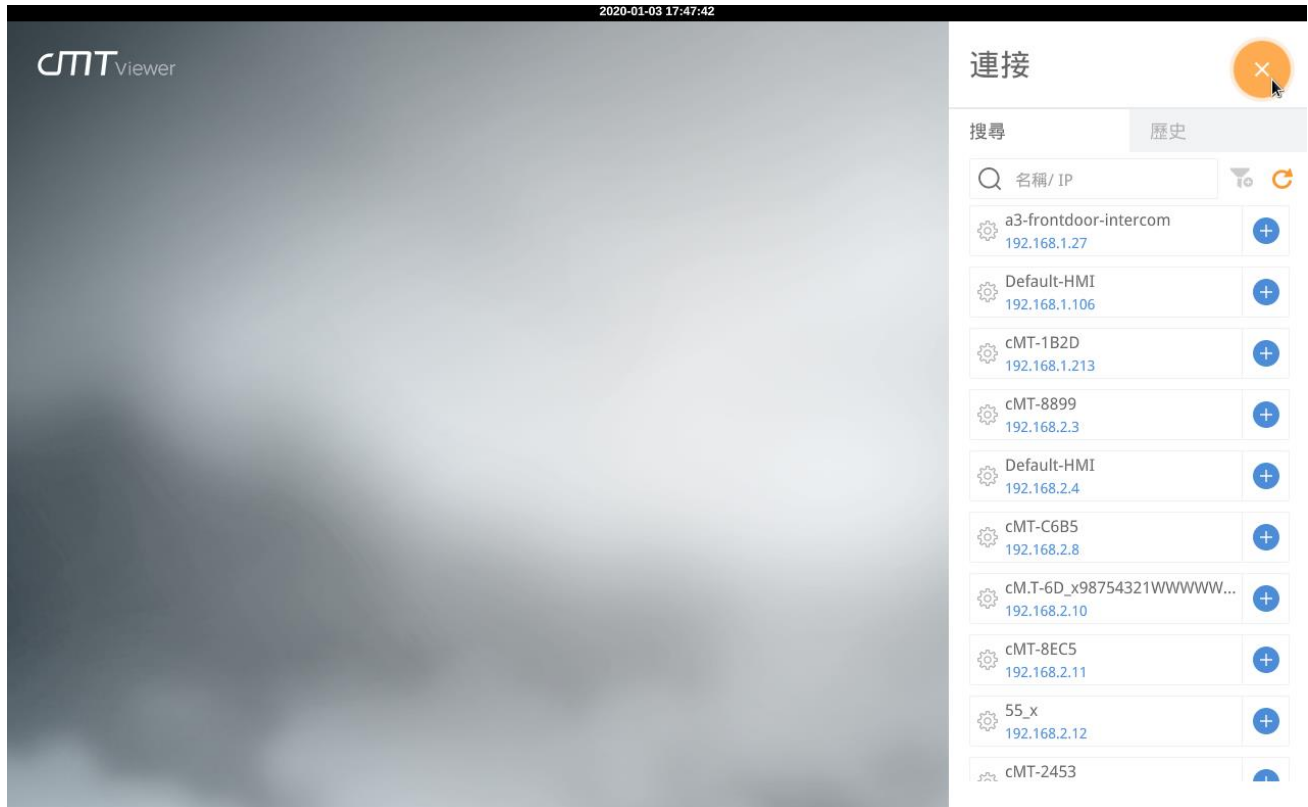 2020-01-03 17:47:42
cMT Viewer
連接
搜尋
歷史
名稱/ IP
a3-frontdoor-intercom
192.168.1.27
Default-HMI
192.168.1.106
cMT-1B2D
192.168.1.213
cMT-8899
192.168.2.3
Default-HMI
192.168.2.4
cMT-C6B5
192.168.2.8
cM.T-6D_x98754321WWWWW...
192.168.2.10
cMT-8EC5
192.168.2.11
55_x
192.168.2.12
cMT-2453